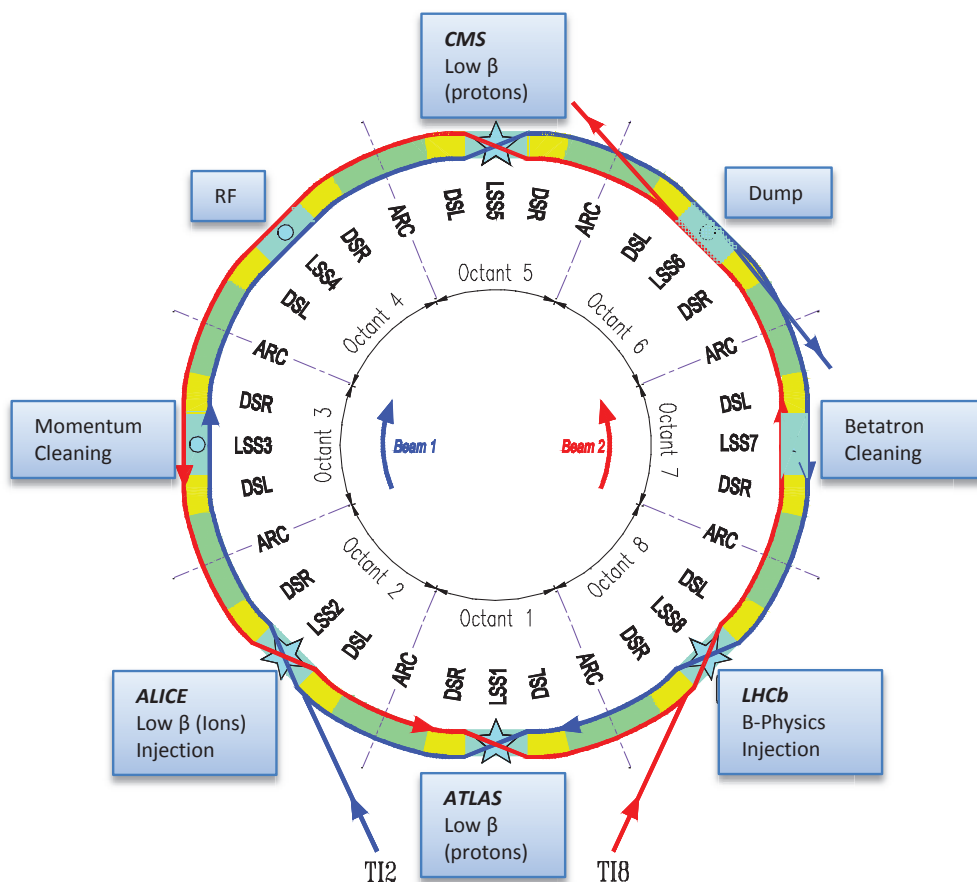 CMS
Low β
(protons)
RF
Dump
DSL
LSS5
DSR
ARC
ARC
DSR
LSS4
DSL
DSL
LSS6
DSR
Octant 5
Octant 4
Octant 6
ARC
ARC
Momentum
Cleaning
DSR
LSS3
DSL
Octant 3
Beam 1
Beam 2
Octant 7
DSL
LSS7
DSR
Betatron
Cleaning
ARC
ARC
Octant 2
Octant 8
Octant 1
DSR
LSS2
DSL
DSL
LSS8
DSR
ARC
DSR
LSS1
DSL
ARC
ALICE
Low β (Ions)
Injection
LHCb
B-Physics
Injection
ATLAS
Low β
(protons)
TI2
TI8